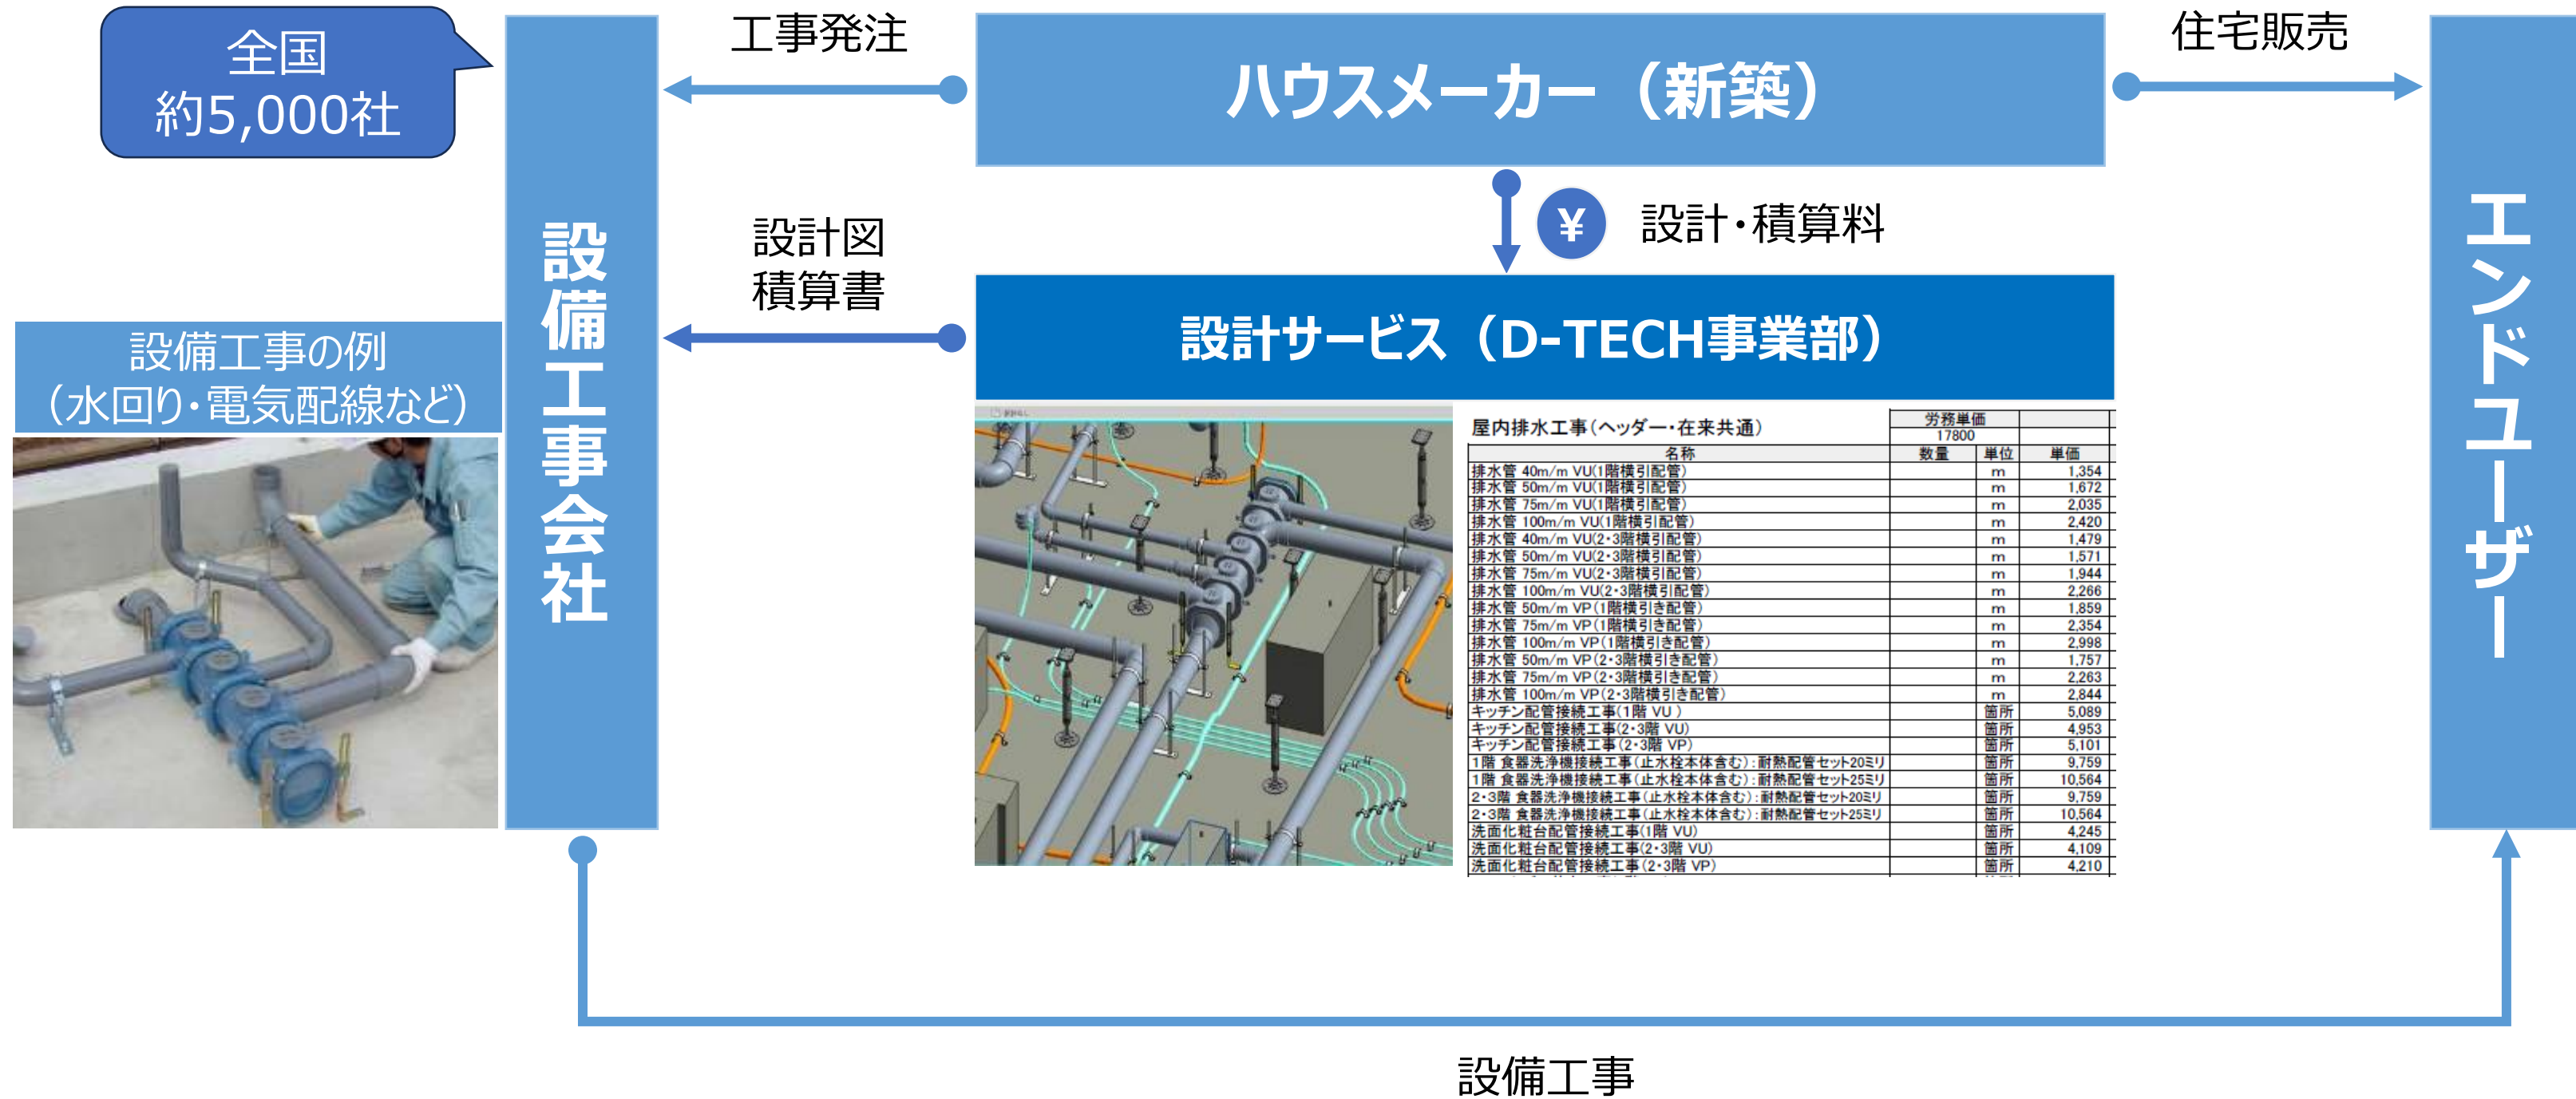 全国
約5,000社
工事発注
ハウスメーカー（新築）
住宅販売
設計図
積算書
¥
設計・積算料
設計サービス（D-TECH事業部）
設備工事会社
エンドユーザー
設備工事の例
（水回り・電気配線など）
屋内排水工事（ヘッダー・在来共通） 労務単価
17800
名称 数量 単位 単価
排水管 40m/m VU(1階横引配管) m 1,354
排水管 50m/m VU(1階横引配管) m 1,672
排水管 75m/m VU(1階横引配管) m 2,035
排水管 100m/m VU(1階横引配管) m 2,420
排水管 40m/m VU(2・3階横引配管) m 1,479
排水管 50m/m VU(2・3階横引配管) m 1,571
排水管 75m/m VU(2・3階横引配管) m 1,944
排水管 100m/m VU(2・3階横引配管) m 2,266
排水管 50m/m VP(1階横引き配管) m 1,859
排水管 75m/m VP(1階横引き配管) m 2,354
排水管 100m/m VP(1階横引き配管) m 2,998
排水管 50m/m VP(2・3階横引き配管) m 1,757
排水管 75m/m VP(2・3階横引き配管) m 2,263
排水管 100m/m VP(2・3階横引き配管) m 2,844
キッチン配管接続工事(1階 VU ) 箇所 5,089
キッチン配管接続工事(2・3階 VU) 箇所 4,953
キッチン配管接続工事(2・3階 VP) 箇所 5,101
1階 食器洗浄機接続工事(止水栓本体含む):耐熱配管セット20ミリ 箇所 9,759
1階 食器洗浄機接続工事(止水栓本体含む):耐熱配管セット25ミリ 箇所 10,564
2・3階 食器洗浄機接続工事(止水栓本体含む):耐熱配管セット20ミリ 箇所 9,759
2・3階 食器洗浄機接続工事(止水栓本体含む):耐熱配管セット25ミリ 箇所 10,564
洗面化粧台配管接続工事(1階 VU) 箇所 4,245
洗面化粧台配管接続工事(2・3階 VU) 箇所 4,109
洗面化粧台配管接続工事(2・3階 VP) 箇所 4,210
設備工事